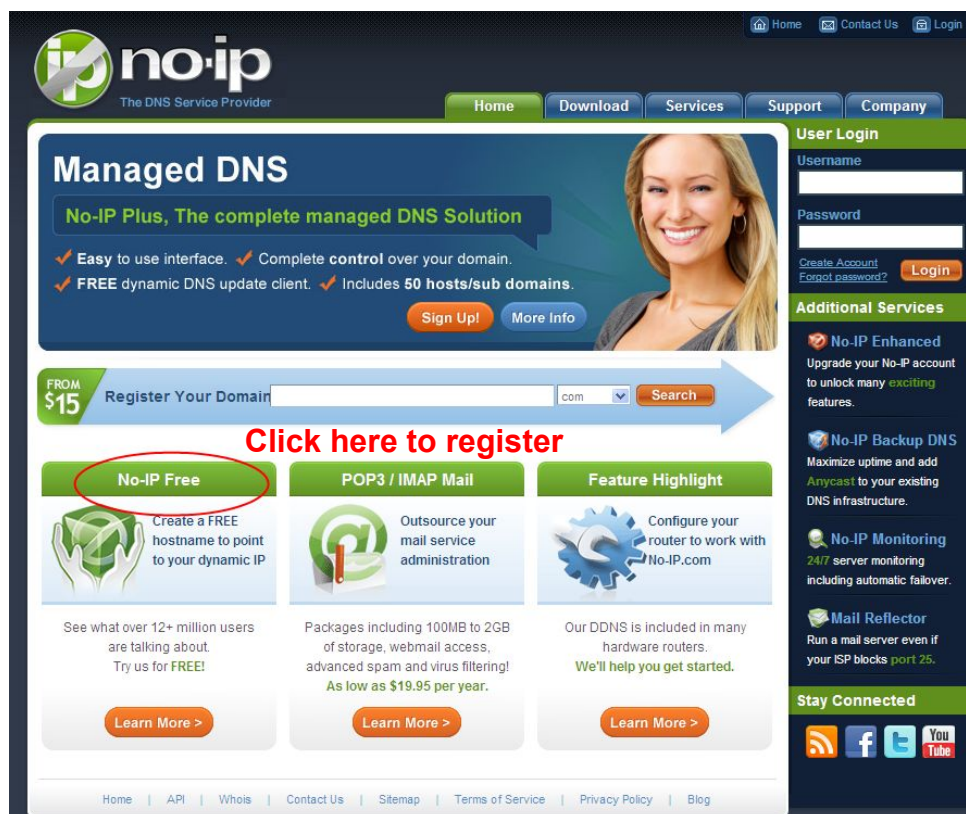 Home Contact Us Login
ip no·ip
The DNS Service Provider
Home Download Services Support Company
Managed DNS
No-IP Plus, The complete managed DNS Solution
Easy to use interface. Complete control over your domain.
FREE dynamic DNS update client. Includes 50 hosts/sub domains.
Sign Up! More Info
FROM
$15
Register Your Domain com Search
Click here to register
No-IP Free
Create a FREE
hostname to point
to your dynamic IP
See what over 12+ million users
are talking about.
Try us for FREE!
Learn More >
POP3 / IMAP Mail
Outsource your
mail service
administration
Packages including 100MB to 2GB
of storage, webmail access,
advanced spam and virus filtering!
As low as $19.95 per year.
Learn More >
Feature Highlight
Configure your
router to work with
No-IP.com
Our DDNS is included in many
hardware routers.
We'll help you get started.
Learn More >
User Login
Username
Password
Create Account
Forgot password?
Login
Additional Services
No-IP Enhanced
Upgrade your No-IP account
to unlock many exciting
features.
No-IP Backup DNS
Maximize uptime and add
Anycast to your existing
DNS infrastructure.
No-IP Monitoring
24/7 server monitoring
including automatic failover.
Mail Reflector
Run a mail server even if
your ISP blocks port 25.
Stay Connected
f t You
Tube
Home | API | Whois | Contact Us | Sitemap | Terms of Service | Privacy Policy | Blog